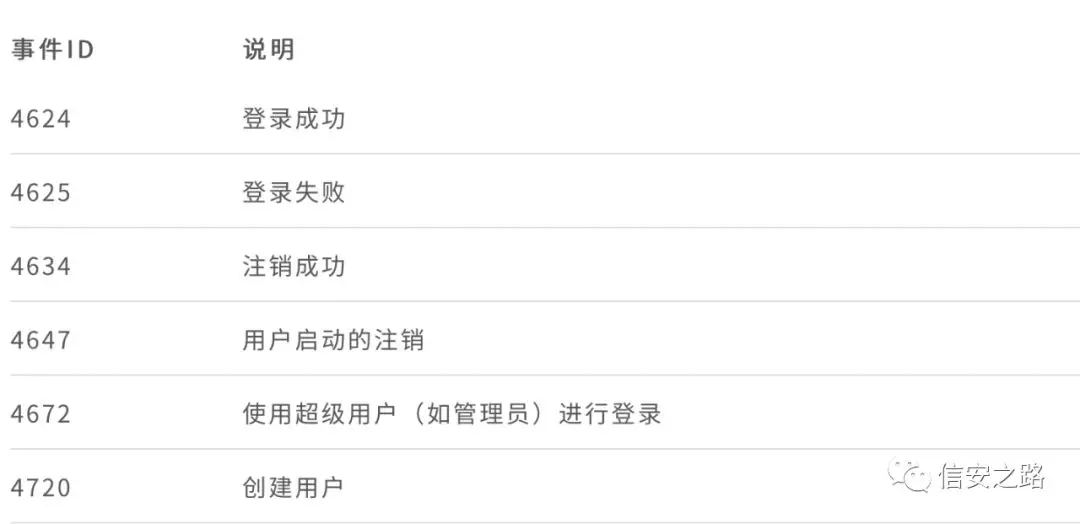 事件ID 说明
4624 登录成功
4625 登录失败
4634 注销成功
4647 用户启动的注销
4672 使用超级用户（如管理员）进行登录
4720 创建用户
信安之路